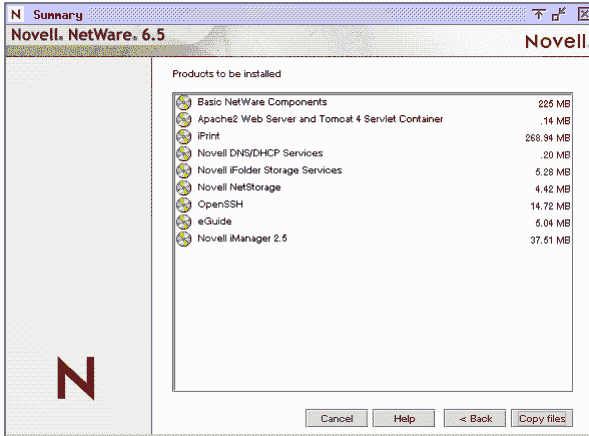 N Summary
Novell. NetWare. 6.5
Novell.
Products to be installed
Basic NetWare Components 225 MB
Apache2 Web Server and Tomcat 4 Servlet Container .14 MB
iPrint 268.94 MB
Novell DNS/DHCP Services .20 MB
Novell iFolder Storage Services 5.28 MB
Novell NetStorage 4.42 MB
OpenSSH 14.72 MB
eGuide 5.04 MB
Novell iManager 2.5 37.51 MB
N
Cancel Help < Back Copy files